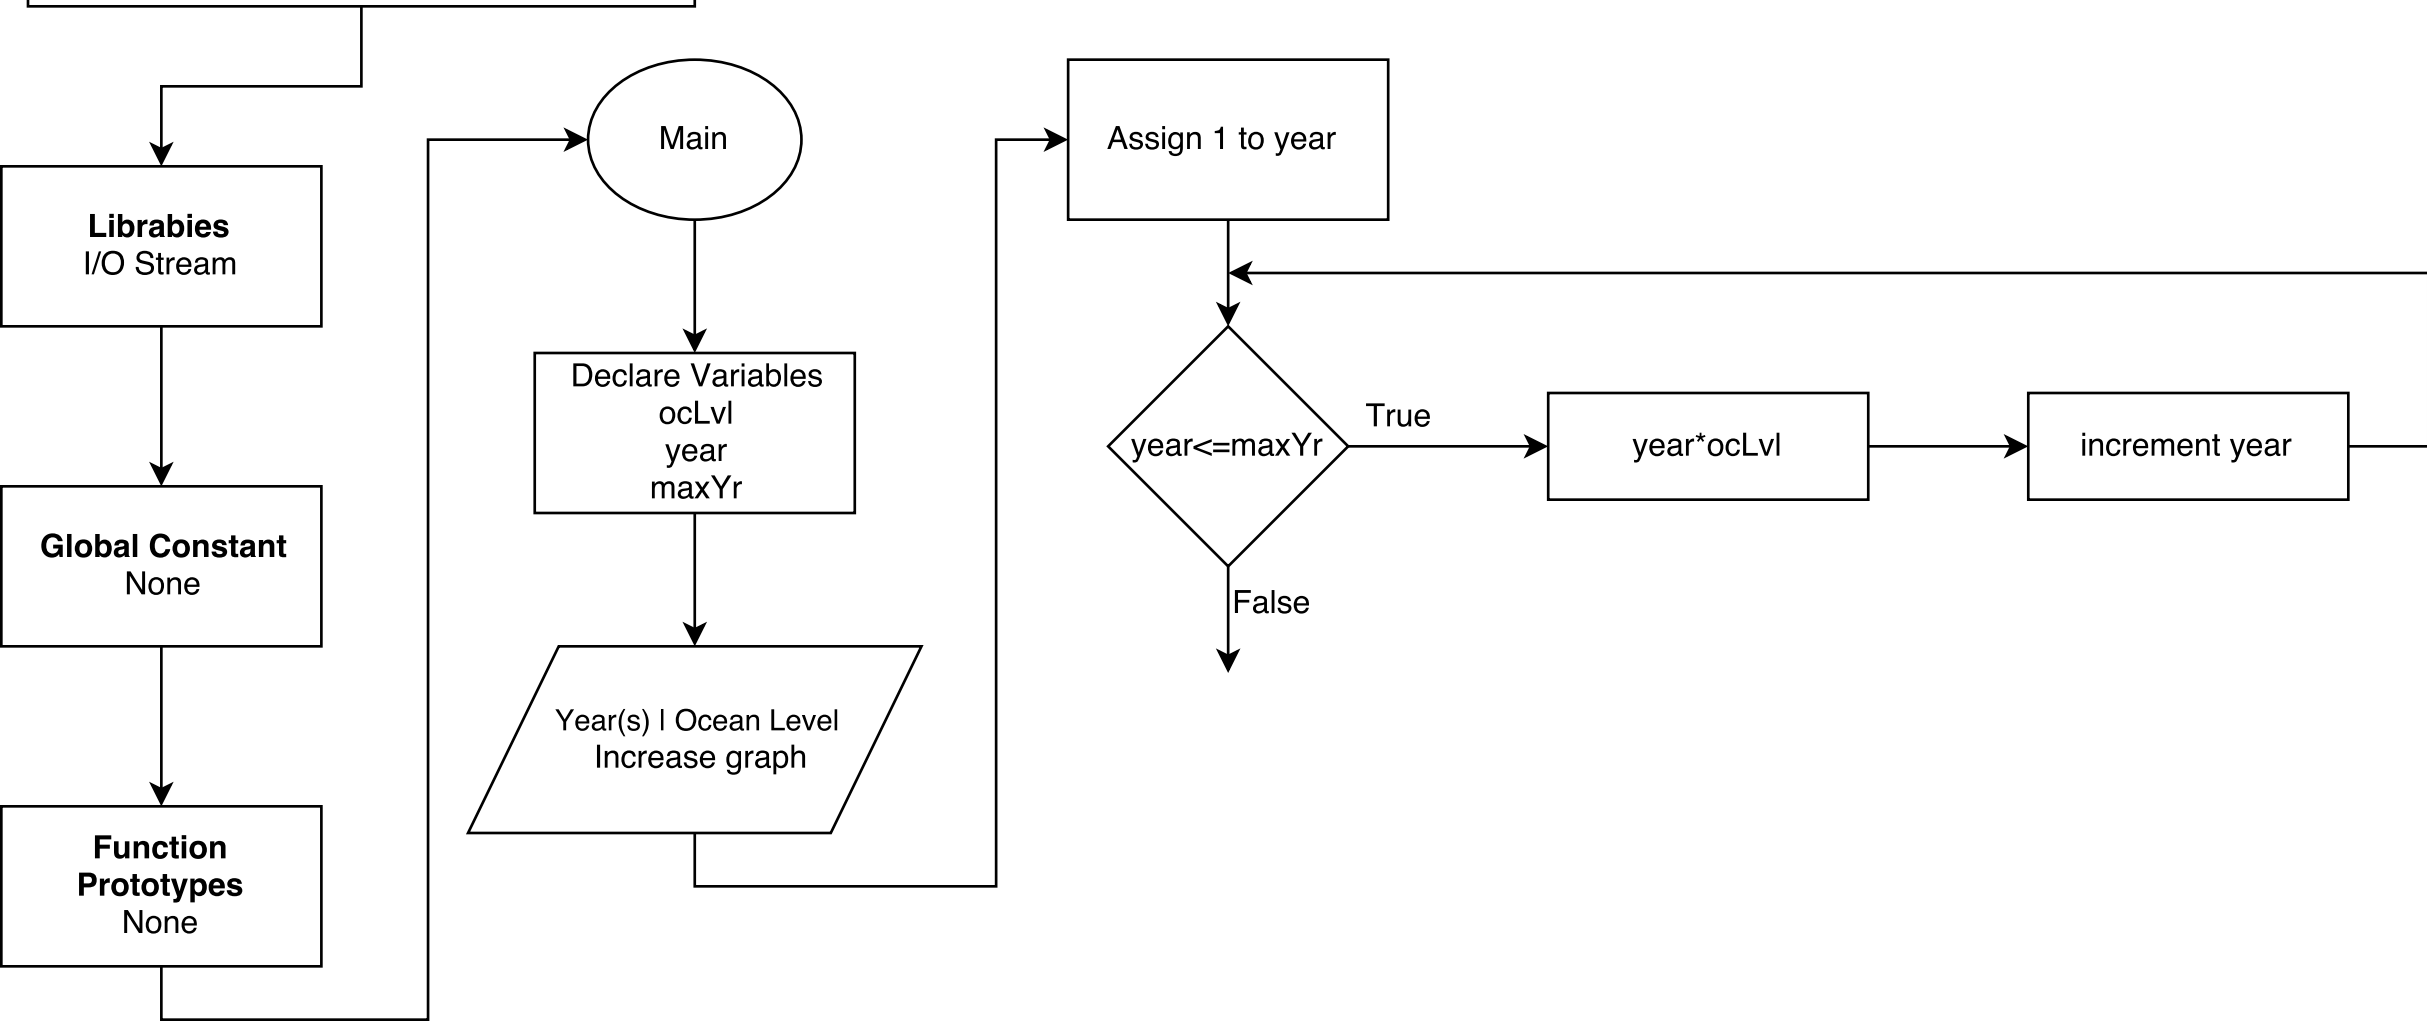 Librabies
I/O Stream
Global Constant
None
Function
Prototypes
None
Main
Declare Variables
ocLvl
year
maxYr
Year(s) | Ocean Level
Increase graph
Assign 1 to year
year<=maxYr
True
False
year*ocLvl
increment year